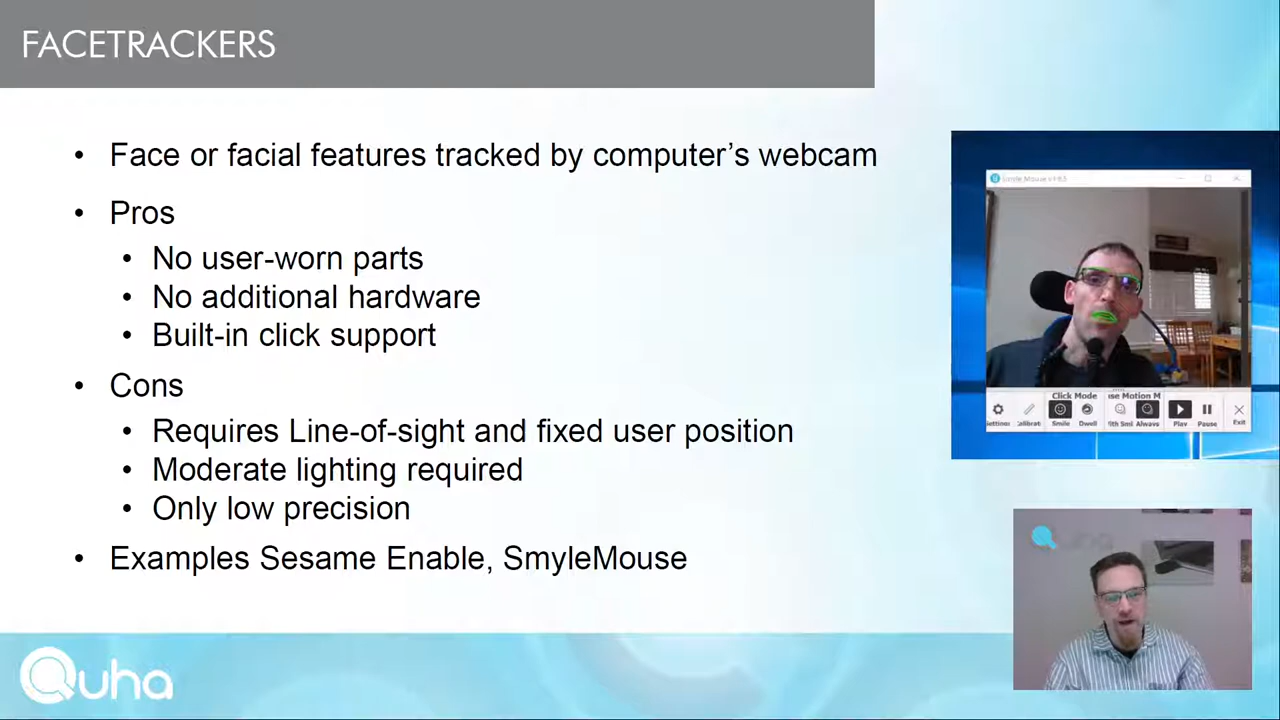 FACETRACKERS
• Face or facial features tracked by computer's webcam
• Pros
• No user-worn parts
• No additional hardware
• Built-in click support
• Cons
• Requires Line-of-sight and fixed user position
• Moderate lighting required
• Only low precision
• Examples Sesame Enable, SmyleMouse
Click Mode
use Motion M
Smile
Dwell
Always
Play
Pause
Exit
Quha